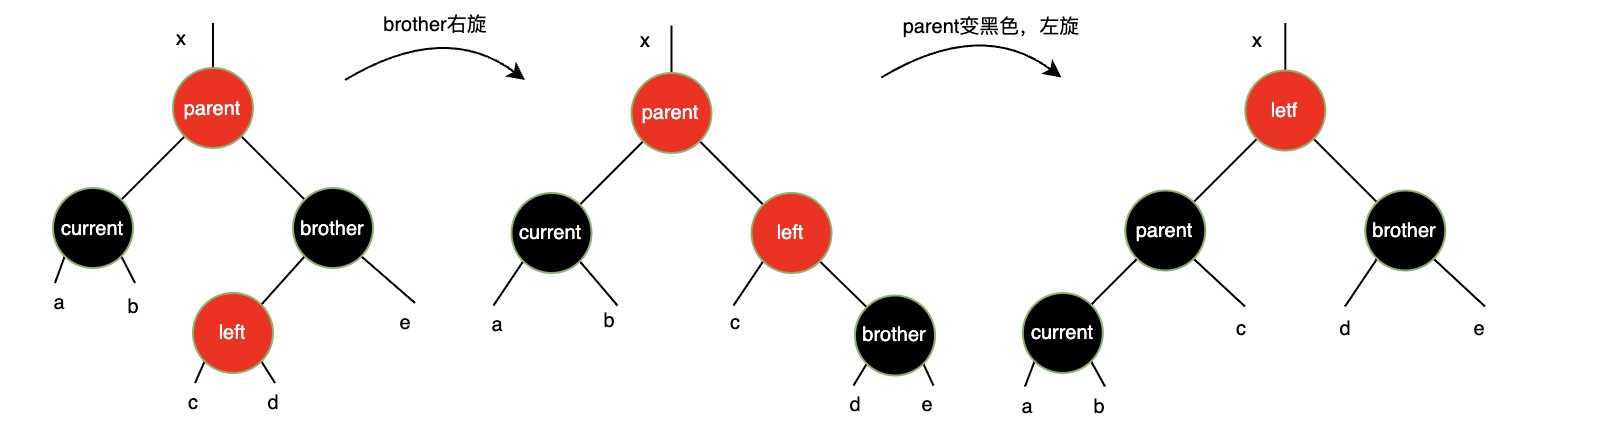 brother右旋
parent变黑色，左旋
x
parent
current
brother
a
b
left
e
c
d
x
parent
current
left
a
b
c
brother
d
e
x
letf
parent
brother
current
c
d
e
a
b